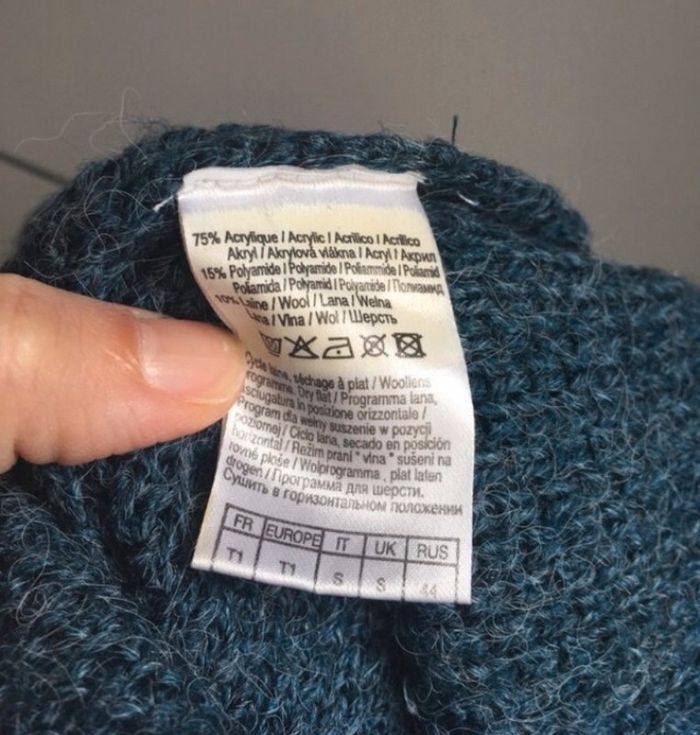 75% Acrylique / Acrylic / Acrilico / Acrílico
Akryl / Akrylová vlákna / Acryl / Акрил
15% Polyamide / Polyamide / Poliammide / Poliamid
Poliamida / Polyamid / Polyamide / Полиамид
10% Laine / Wool / Lana / Wełna
Lana / Vlna / Wol / Шерсть
Cycle laine, séchage à plat / Woollens
programme. Dry flat / Programma lana,
asciugatura in posizione orizzontale /
Program dla wełny suszenie w pozycji
poziomej / Ciclo lana, secado en posición
horizontal / Režim praní " vlna " sušení na
rovné ploše / Wolprogramma , plat laten
drogen / Программа для шерсти.
Сушить в горизонтальном положении
FR EUROPE IT UK RUS
T1 T1 S S 44